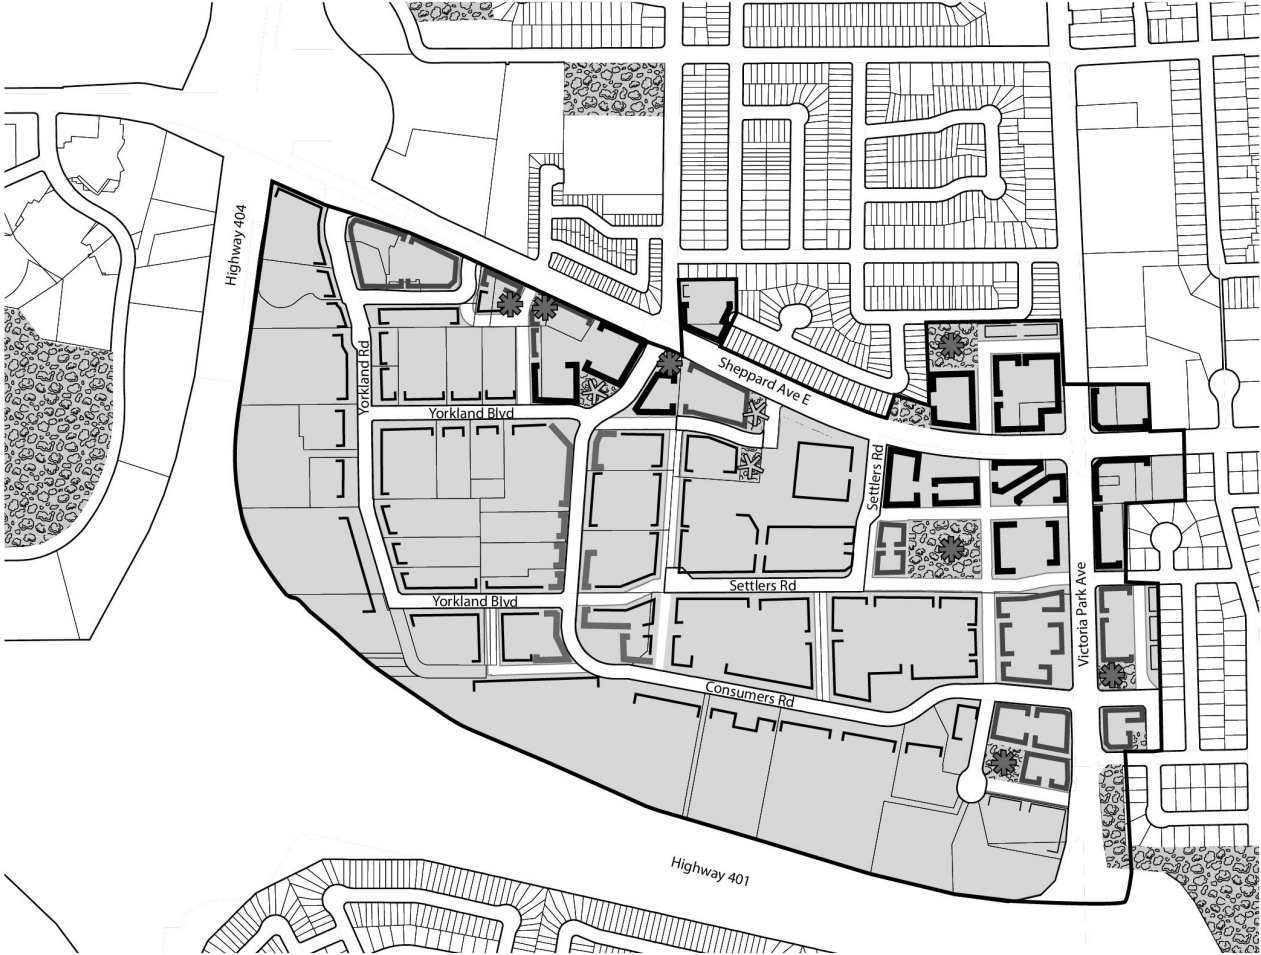 Highway 404
Yorkland Rd
Sheppard Ave E
Yorkland Blvd
Settlers Rd
Victoria Park Ave
Settlers Rd
Yorkland Blvd
Consumers Rd
Highway 401